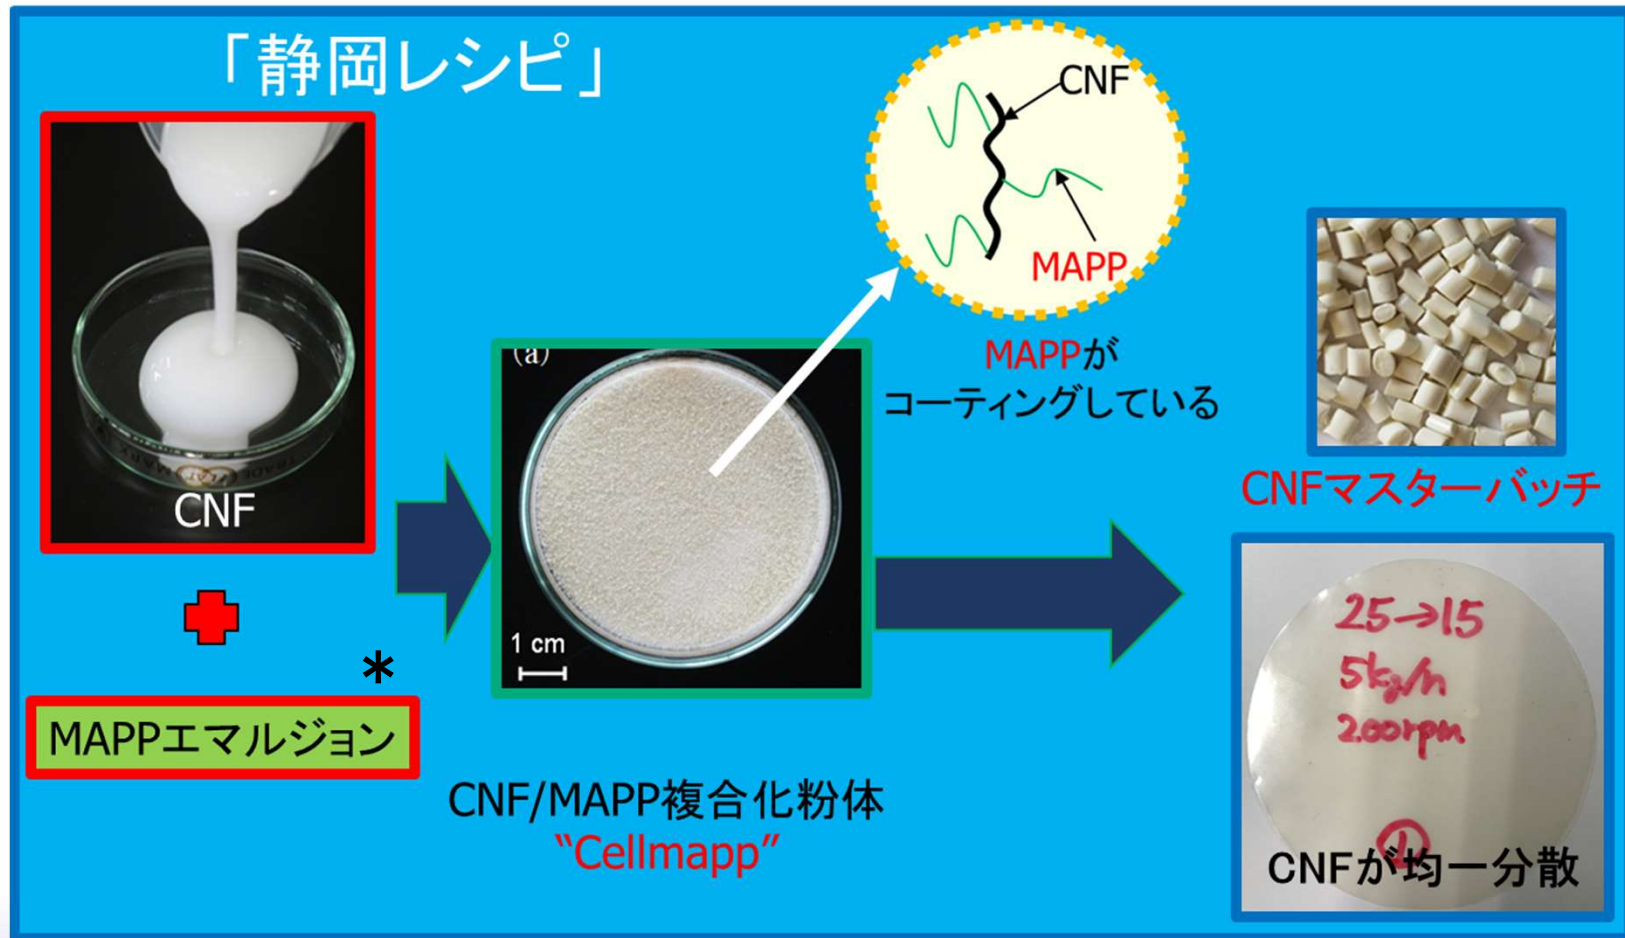 「静岡レシピ」
CNF
MAPP
MAPPが
コーティングしている
CNF
*
MAPPエマルジョン
(a)
1 cm
CNF/MAPP複合化粉体
“Cellmapp”
CNFマスターバッチ
25→15
5kg/h
200rpm
①
CNFが均一分散